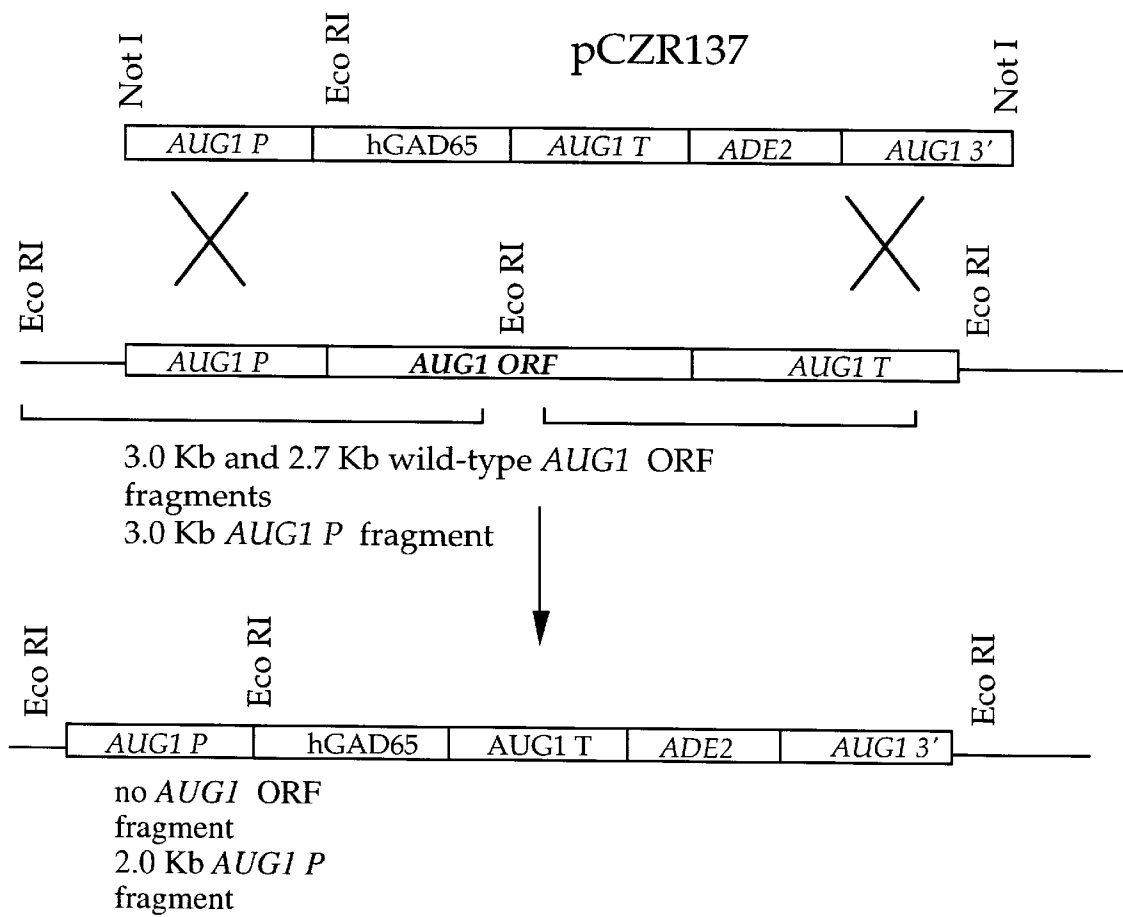 pCZR137
Not I
Eco RI
Not I
AUG1 P hGAD65 AUG1 T ADE2 AUG1 3'
Eco RI
Eco RI
Eco RI
AUG1 P AUG1 ORF AUG1 T
3.0 Kb and 2.7 Kb wild-type AUG1 ORF
fragments
3.0 Kb AUG1 P fragment
Eco RI
Eco RI
Eco RI
AUG1 P hGAD65 AUG1 T ADE2 AUG1 3'
no AUG1 ORF
fragment
2.0 Kb AUG1 P
fragment